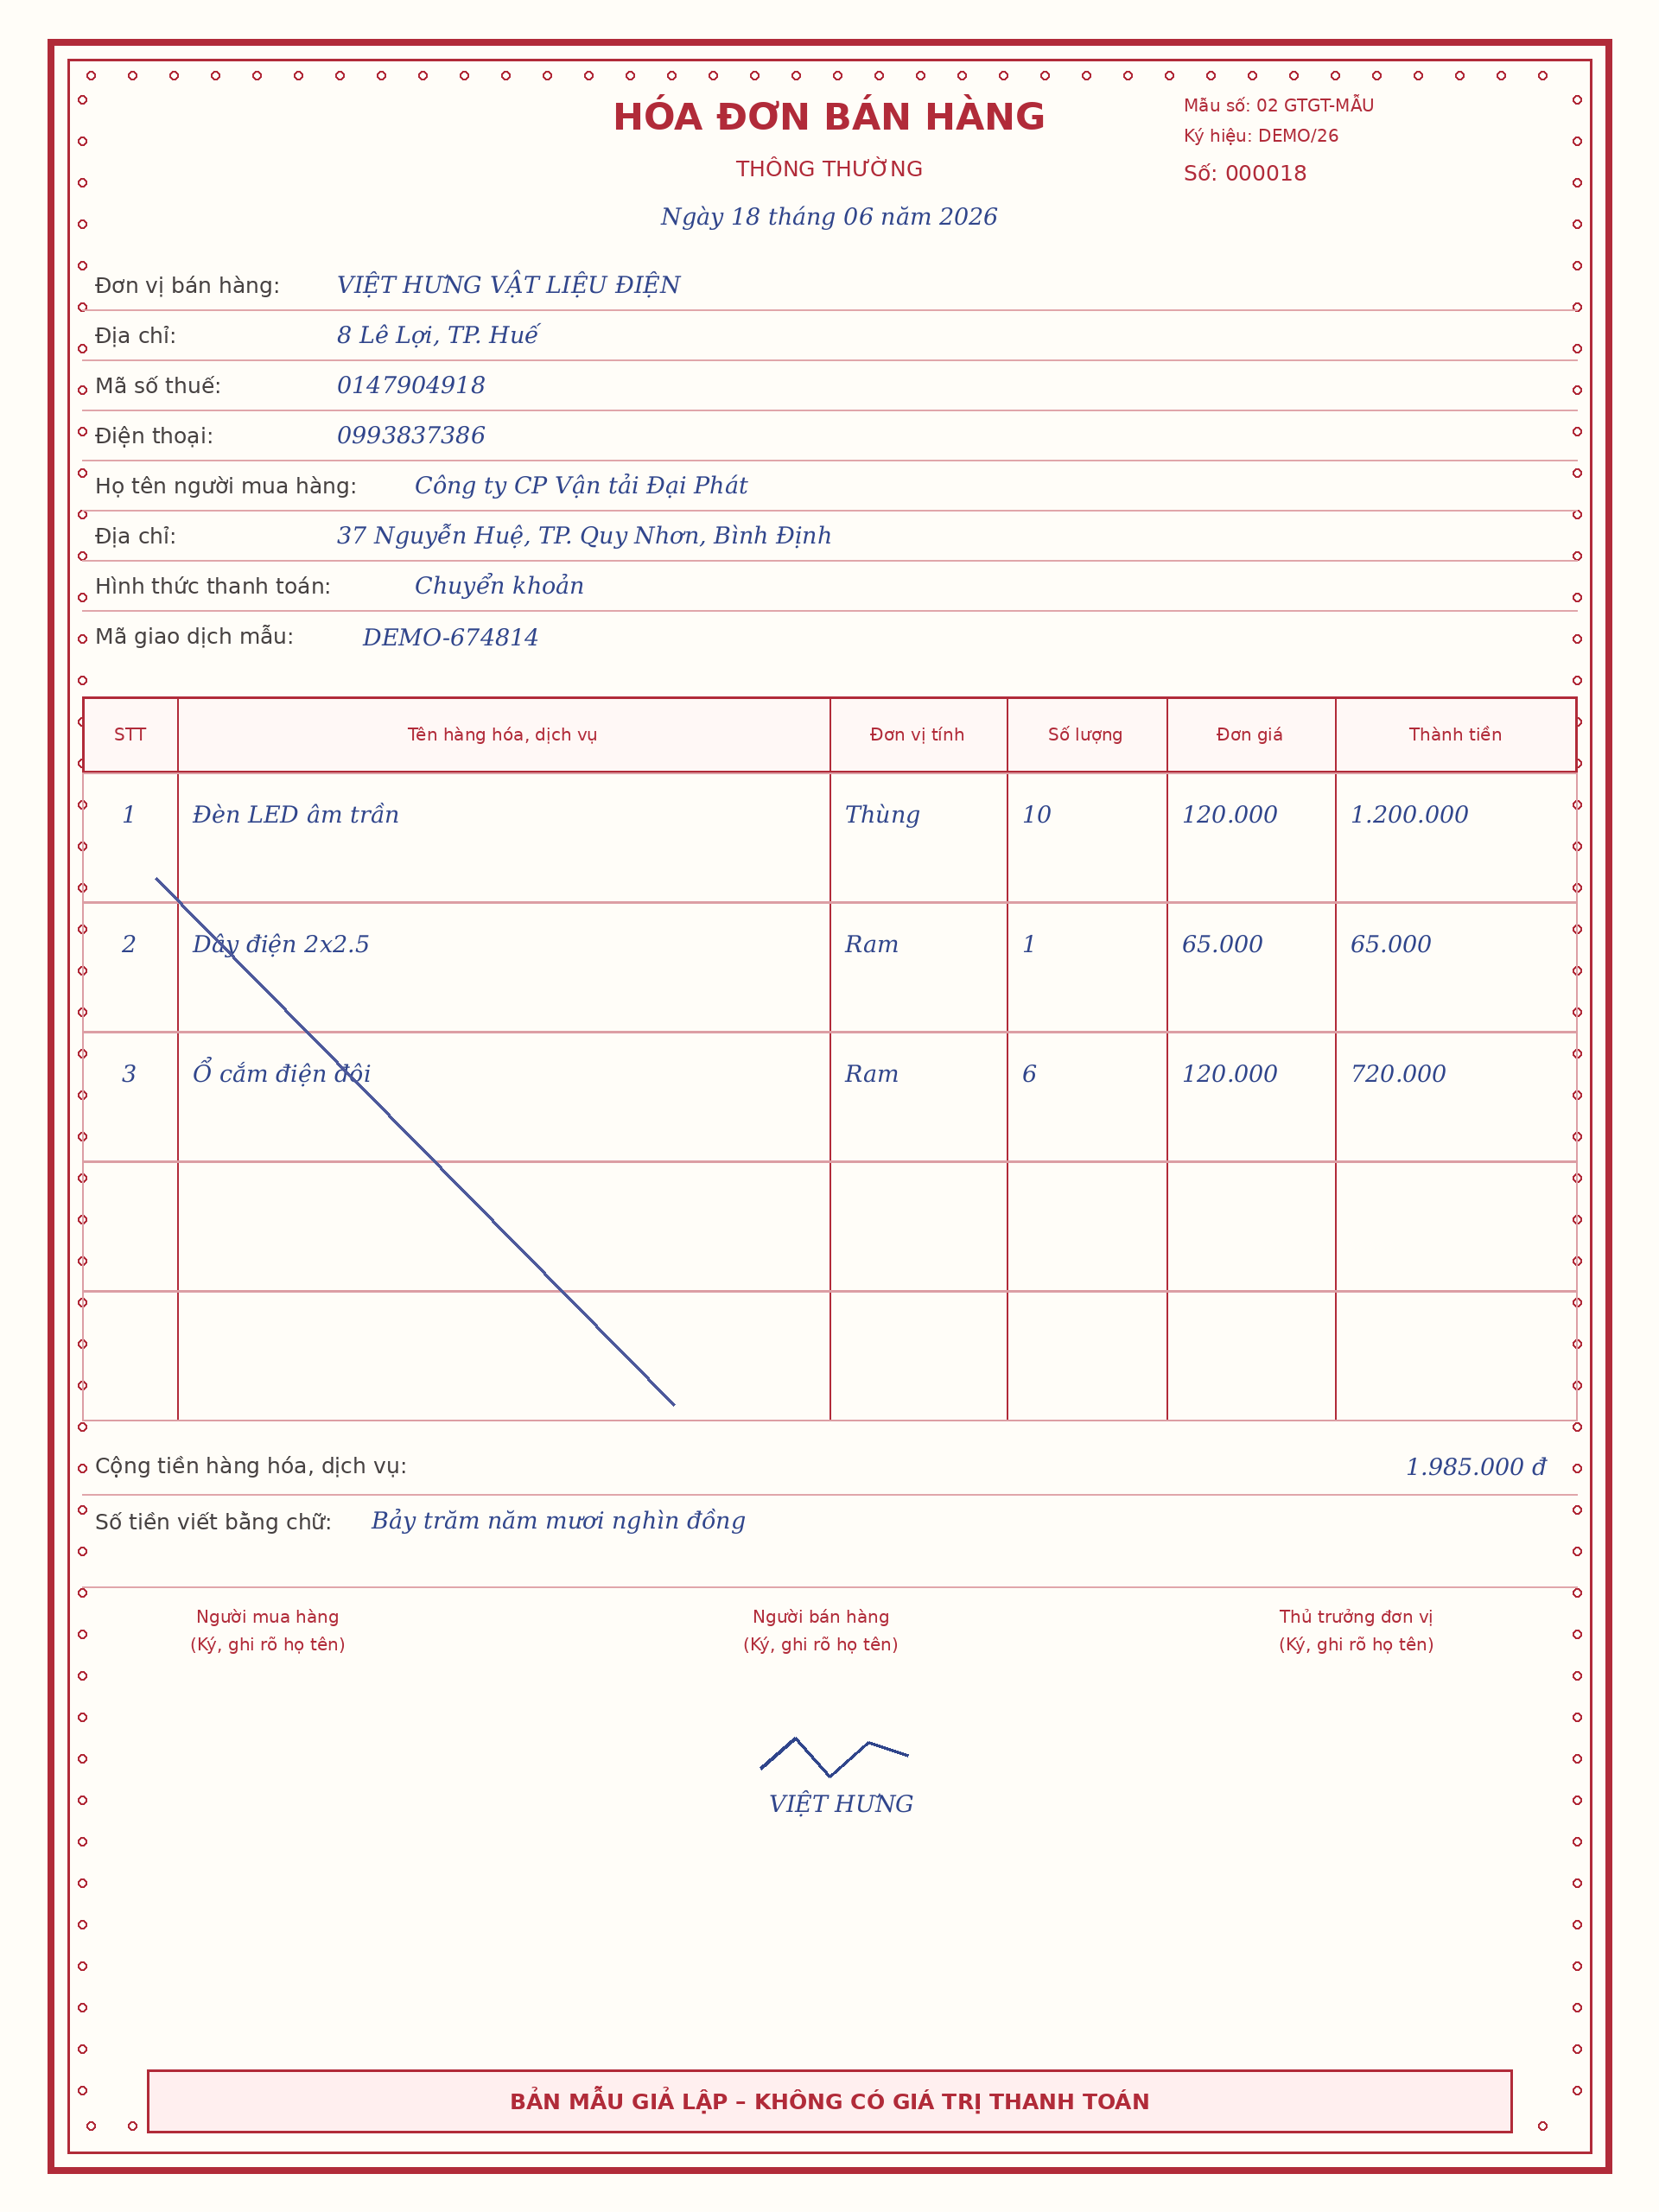 HÓA ĐƠN BÁN HÀNG
THÔNG THƯỜNG
Ngày 18 tháng 06 năm 2026
Mẫu số: 02 GTGT-MẪU
Ký hiệu: DEMO/26
Số: 000018
Đơn vị bán hàng: VIỆT HƯNG VẬT LIỆU ĐIỆN
Địa chỉ: 8 Lê Lợi, TP. Huế
Mã số thuế: 0147904918
Điện thoại: 0993837386
Họ tên người mua hàng: Công ty CP Vận tải Đại Phát
Địa chỉ: 37 Nguyễn Huệ, TP. Quy Nhơn, Bình Định
Hình thức thanh toán: Chuyển khoản
Mã giao dịch mẫu: DEMO-674814
STT Tên hàng hóa, dịch vụ Đơn vị tính Số lượng Đơn giá Thành tiền
1 Đèn LED âm trần Thùng 10 120.000 1.200.000
2 Dây điện 2x2.5 Ram 1 65.000 65.000
3 Ổ cắm điện đôi Ram 6 120.000 720.000
Cộng tiền hàng hóa, dịch vụ: 1.985.000 đ
Số tiền viết bằng chữ: Bảy trăm năm mươi nghìn đồng
Người mua hàng Người bán hàng Thủ trưởng đơn vị
(Ký, ghi rõ họ tên) (Ký, ghi rõ họ tên) (Ký, ghi rõ họ tên)
VIỆT HƯNG
BẢN MẪU GIẢ LẬP – KHÔNG CÓ GIÁ TRỊ THANH TOÁN